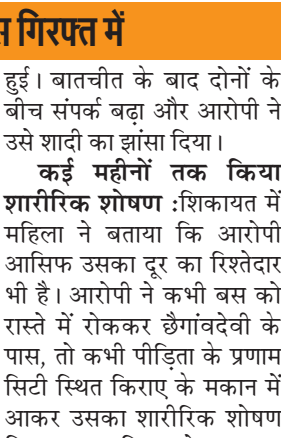 गिरफ्त में
हुई। बातचीत के बाद दोनों के
बीच संपर्क बढ़ा और आरोपी ने
उसे शादी का झांसा दिया।
कई महीनों तक किया
शारीरिक शोषण :शिकायत में
महिला ने बताया कि आरोपी
आसिफ उसका दूर का रिश्तेदार
भी है। आरोपी ने कभी बस को
रास्ते में रोककर छैगांवदेवी के
पास, तो कभी पीड़िता के प्रणाम
सिटी स्थित किराए के मकान में
आकर उसका शारीरिक शोषण